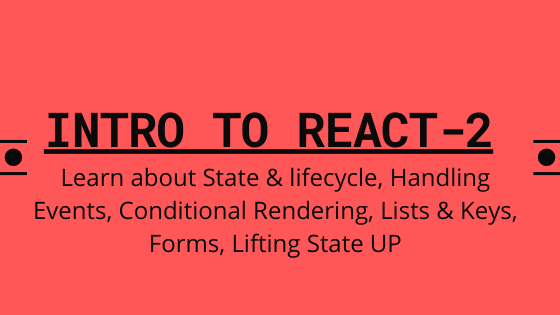 INTRO TO REACT-2
Learn about State & lifecycle, Handling
Events, Conditional Rendering, Lists & Keys,
Forms, Lifting State UP